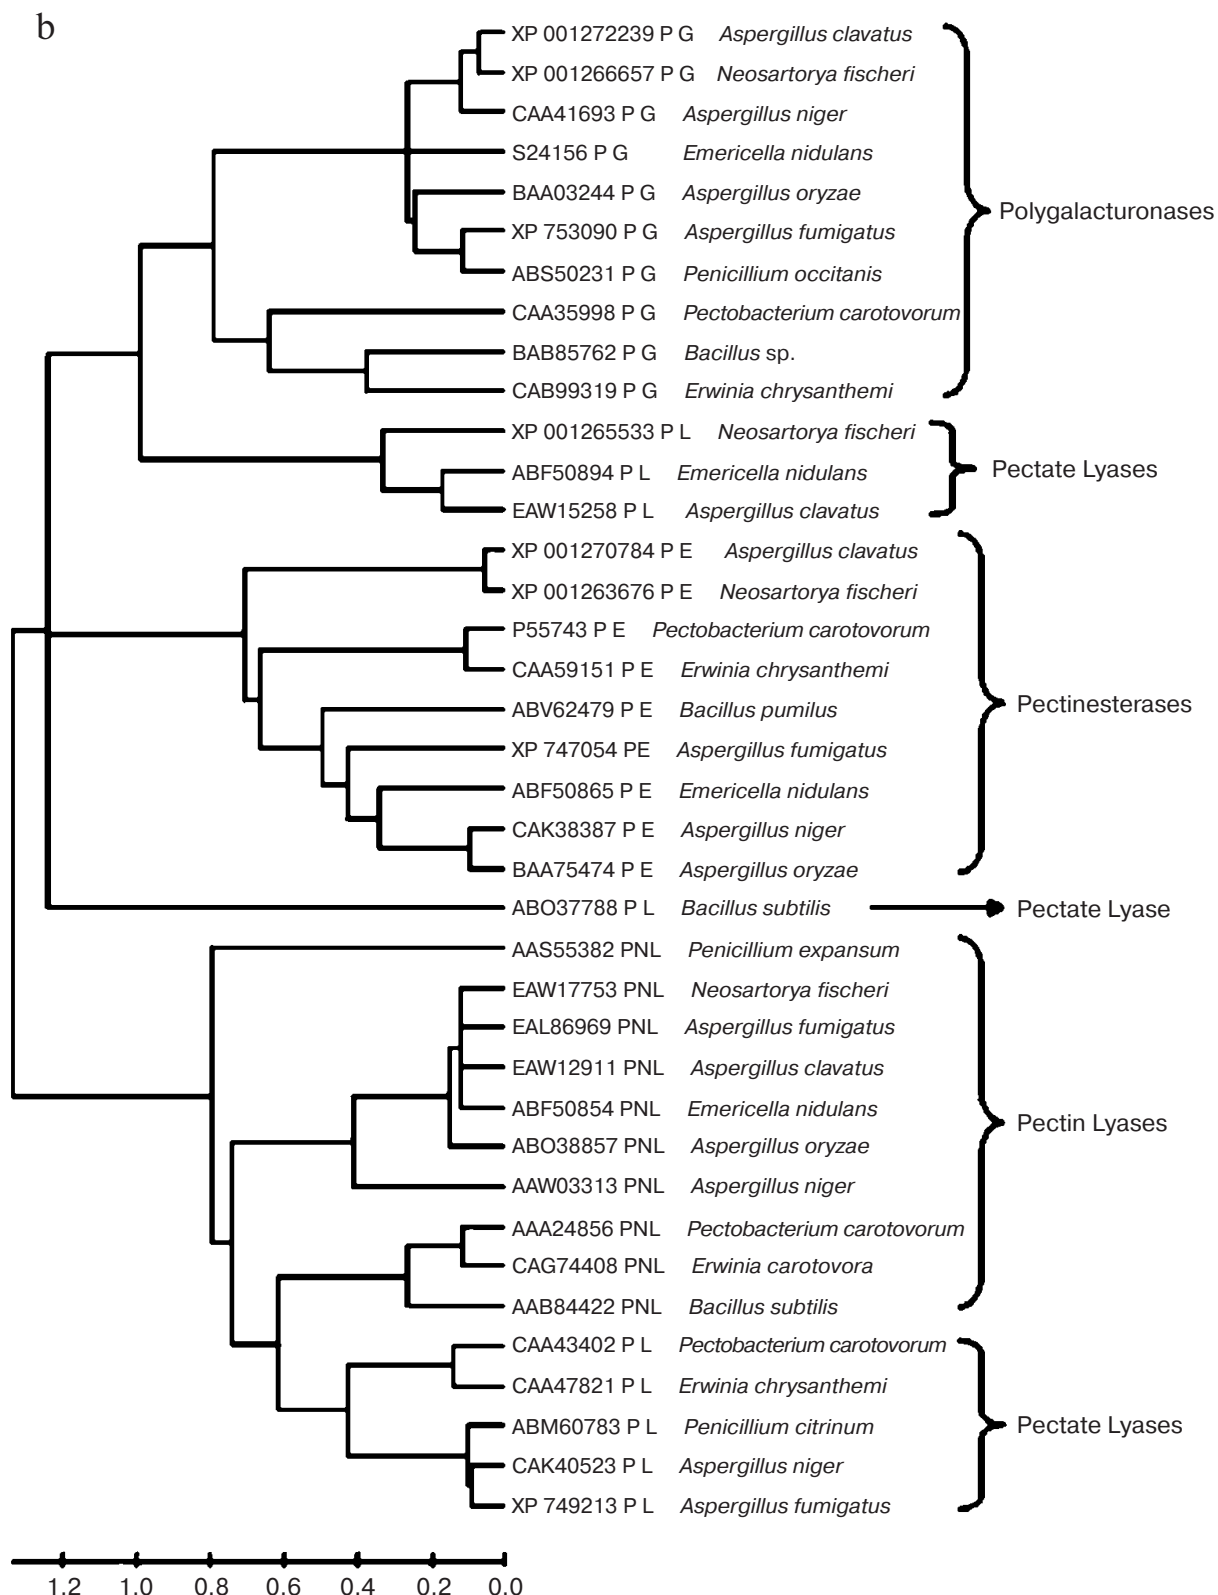 b
XP 001272239 P G Aspergillus clavatus
XP 001266657 P G Neosartorya fischeri
CAA41693 P G Aspergillus niger
S24156 P G Emericella nidulans
BAA03244 P G Aspergillus oryzae
Polygalacturonases
XP 753090 P G Aspergillus fumigatus
ABS50231 P G Penicillium occitanis
CAA35998 P G Pectobacterium carotovorum
BAB85762 P G Bacillus sp.
CAB99319 P G Erwinia chrysanthemi
XP 001265533 P L Neosartorya fischeri
ABF50894 P L Emericella nidulans
Pectate Lyases
EAW15258 P L Aspergillus clavatus
XP 001270784 P E Aspergillus clavatus
XP 001263676 P E Neosartorya fischeri
P55743 P E Pectobacterium carotovorum
CAA59151 P E Erwinia chrysanthemi
ABV62479 P E Bacillus pumilus
Pectinesterases
XP 747054 PE Aspergillus fumigatus
ABF50865 P E Emericella nidulans
CAK38387 P E Aspergillus niger
BAA75474 P E Aspergillus oryzae
ABO37788 P L Bacillus subtilis Pectate Lyase
AAS55382 PNL Penicillium expansum
EAW17753 PNL Neosartorya fischeri
EAL86969 PNL Aspergillus fumigatus
EAW12911 PNL Aspergillus clavatus
ABF50854 PNL Emericella nidulans
Pectin Lyases
ABO38857 PNL Aspergillus oryzae
AAW03313 PNL Aspergillus niger
AAA24856 PNL Pectobacterium carotovorum
CAG74408 PNL Erwinia carotovora
AAB84422 PNL Bacillus subtilis
CAA43402 P L Pectobacterium carotovorum
CAA47821 P L Erwinia chrysanthemi
ABM60783 P L Penicillium citrinum
Pectate Lyases
CAK40523 P L Aspergillus niger
XP 749213 P L Aspergillus fumigatus
1.2 1.0 0.8 0.6 0.4 0.2 0.0